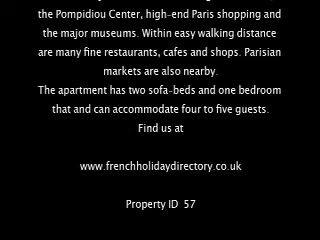 the Pompidiou Center, high-end Paris shopping and
the major museums. Within easy walking distance
are many fine restaurants, cafes and shops. Parisian
markets are also nearby.
The apartment has two sofa-beds and one bedroom
that and can accommodate four to five guests.
Find us at
www.frenchholidaydirectory.co.uk
Property ID 57